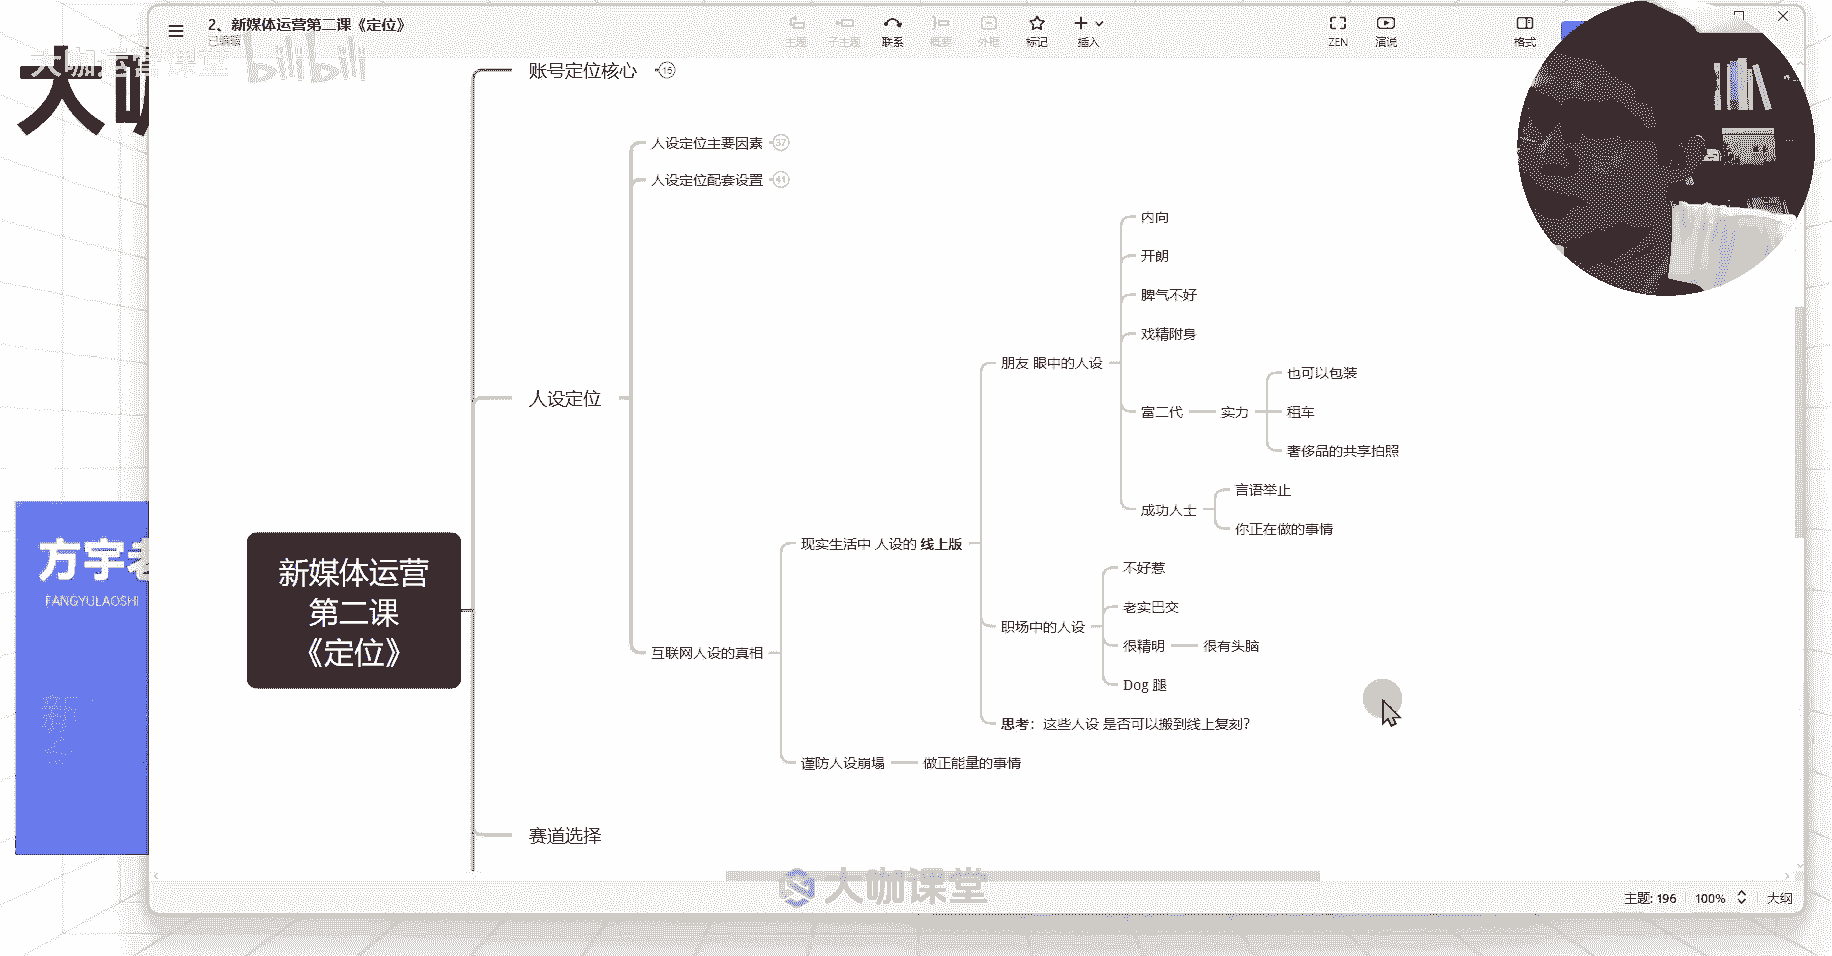 2、新媒体运营第二课《定位》
已编辑
主题
子主题
联系
概要
外框
标记
插入
ZEN
演说
格式
大咖运营课堂
bilibili
大咖
方宇老
FANGYULAOSHI
账号定位核心
15
人设定位主要因素
37
人设定位配套设置
41
内向
开朗
脾气不好
戏精附身
朋友 眼中的人设
也可以包装
人设定位
富二代
实力
租车
奢侈品的共享拍照
言语举止
成功人士
你正在做的事情
现实生活中 人设的 线上版
不好惹
新媒体运营
第二课
《定位》
老实巴交
职场中的人设
互联网人设的真相
很精明
很有头脑
Dog 腿
思考：这些人设 是否可以搬到线上复刻？
谨防人设崩塌
做正能量的事情
赛道选择
大咖课堂
主题: 196
100%
大纲